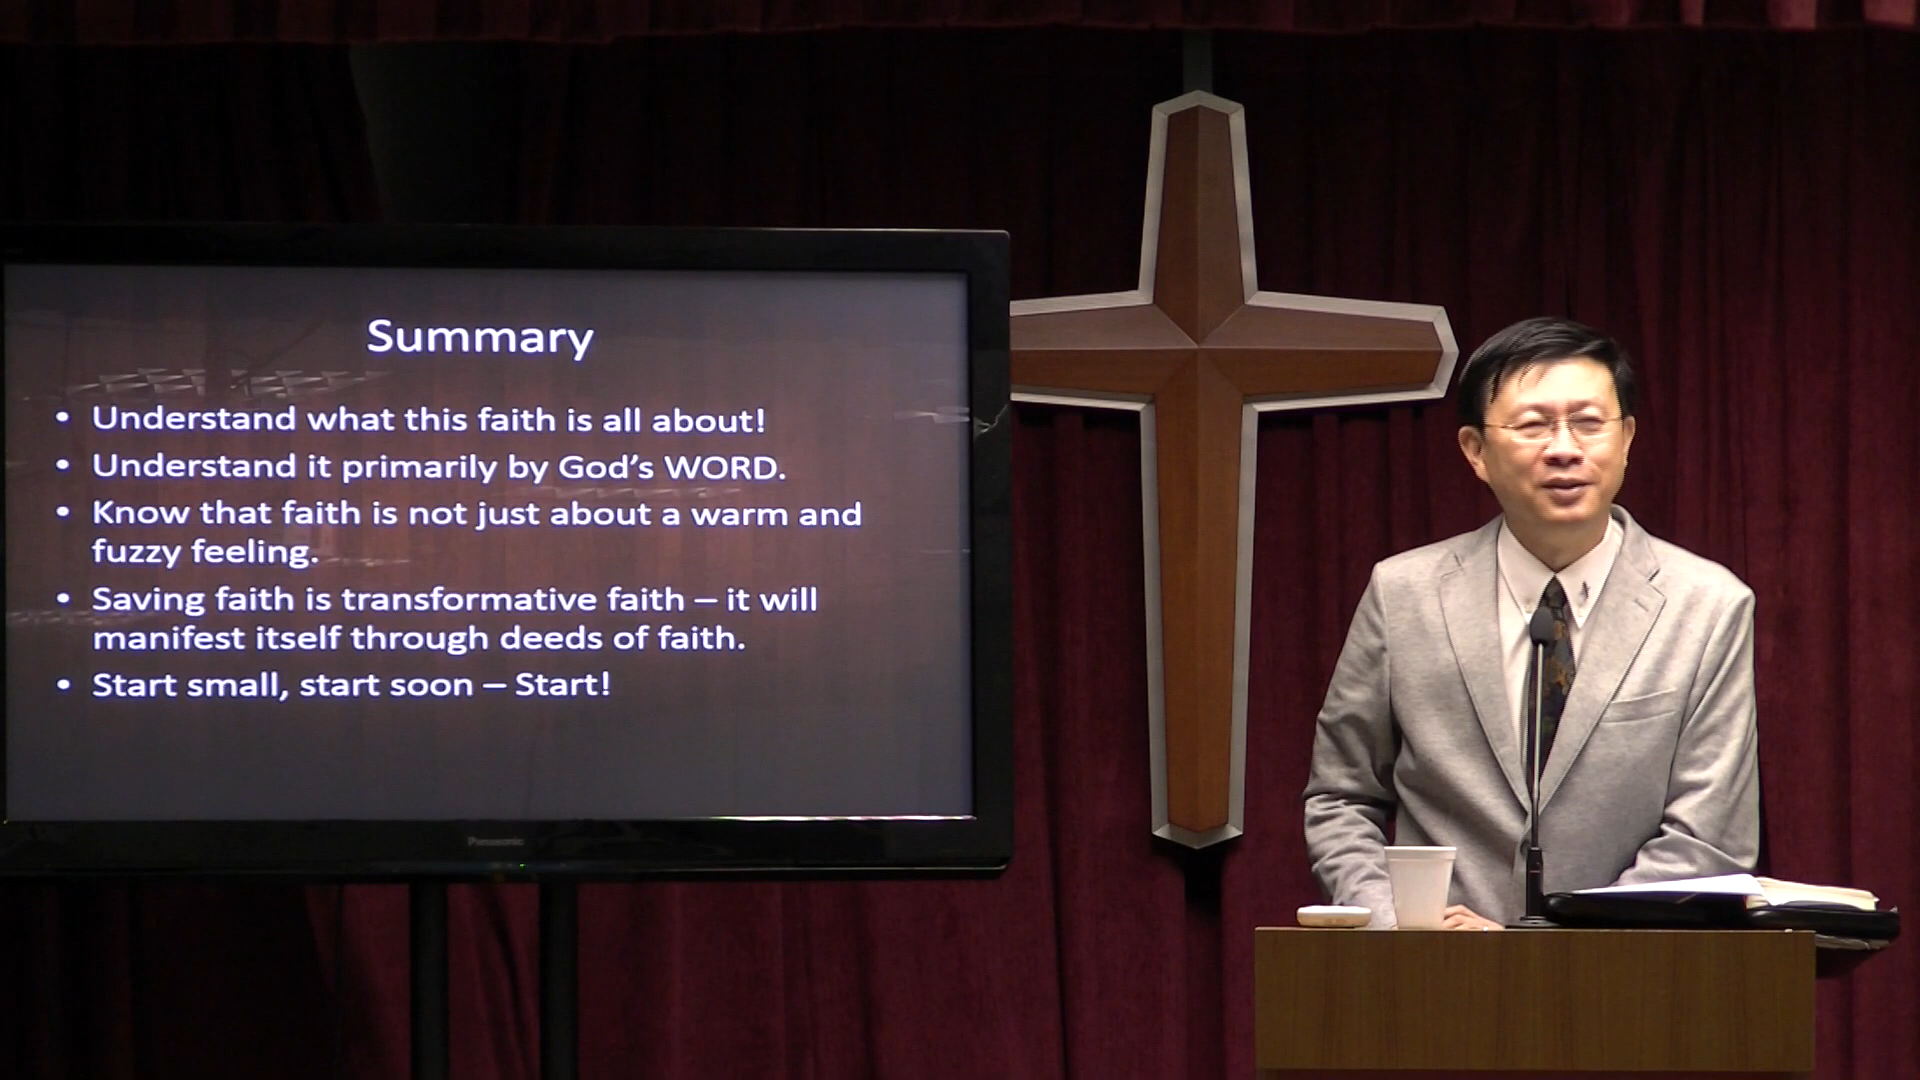 Summary
• Understand what this faith is all about!
• Understand it primarily by God's WORD.
• Know that faith is not just about a warm and
fuzzy feeling.
• Saving faith is transformative faith – it will
manifest itself through deeds of faith.
• Start small, start soon – Start!
Panasonic